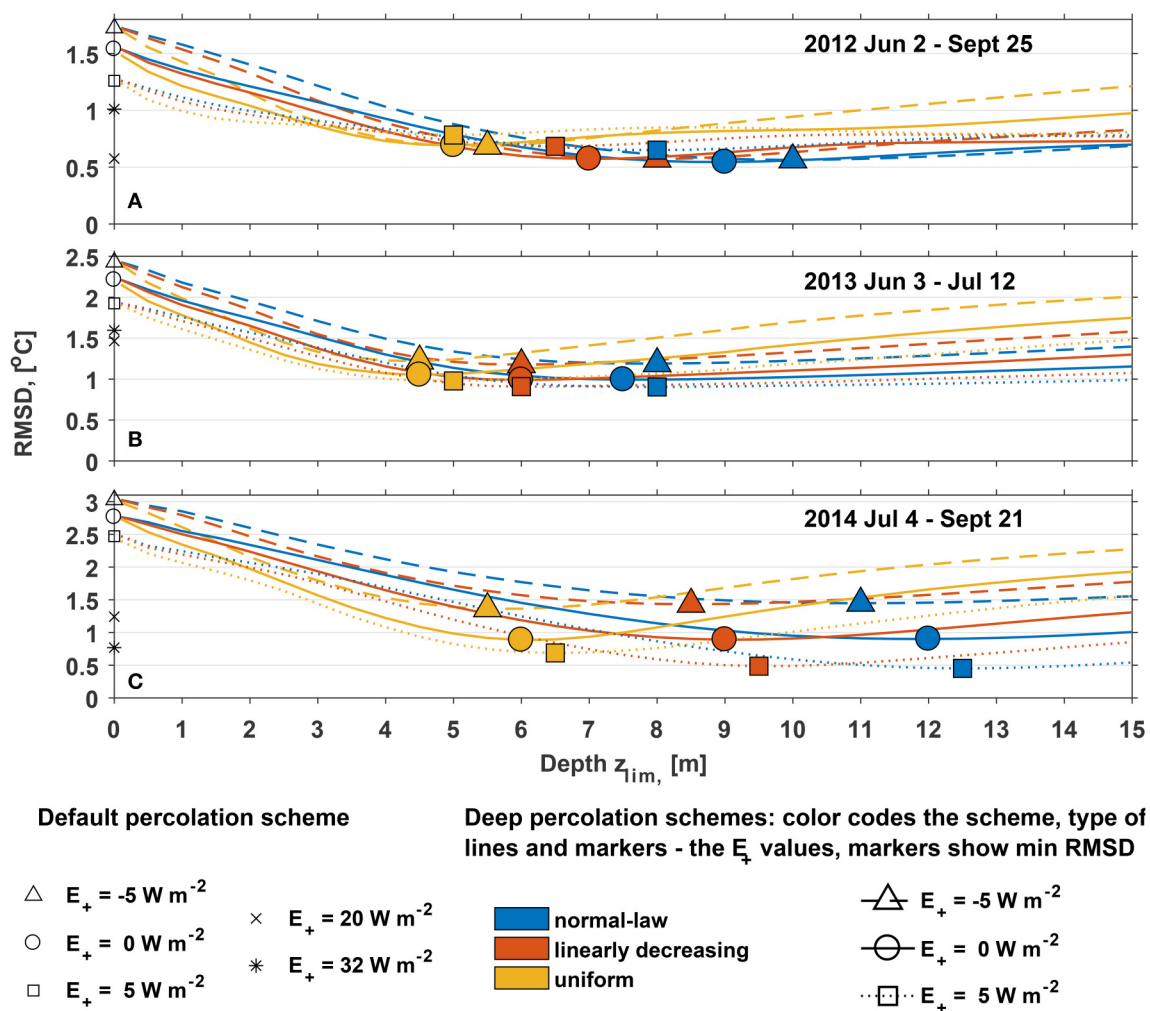 2012 Jun 2 - Sept 25
1.5
1
0.5
0
A
2013 Jun 3 - Jul 12
2.5
2
1.5
1
0.5
0
B
RMSD, [°C]
2014 Jul 4 - Sept 21
3
2.5
2
1.5
1
0.5
0
C
0 1 2 3 4 5 6 7 8 9 10 11 12 13 14 15
Depth z_lim, [m]
Default percolation scheme
E₊ = -5 W m⁻²
E₊ = 0 W m⁻²
E₊ = 5 W m⁻²
E₊ = 20 W m⁻²
E₊ = 32 W m⁻²
Deep percolation schemes: color codes the scheme, type of
lines and markers - the E₊ values, markers show min RMSD
normal-law
linearly decreasing
uniform
E₊ = -5 W m⁻²
E₊ = 0 W m⁻²
E₊ = 5 W m⁻²